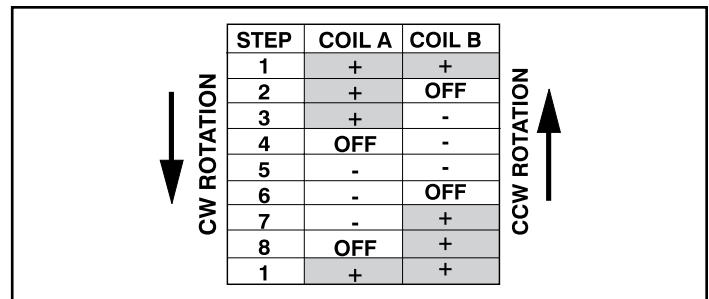 STEP COIL A COIL B
1 + +
2 + OFF
3 + -
4 OFF -
5 - -
6 - OFF
7 - +
8 OFF +
1 + +
CW ROTATION
CCW ROTATION